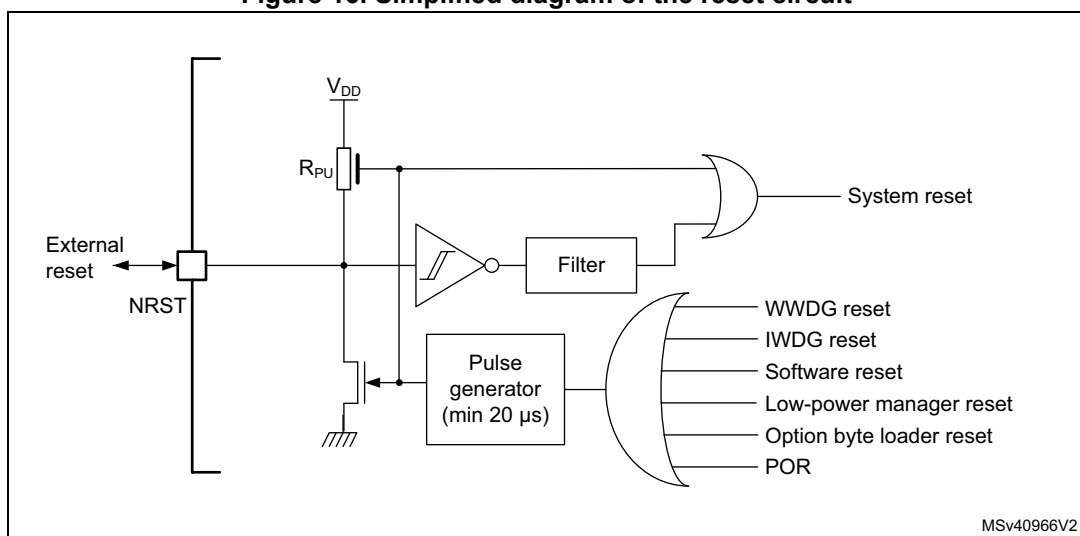 Figure 10. Simplified diagram of the reset circuit
VDD
RPU
System reset
External
reset
Filter
NRST
WWDG reset
IWDG reset
Pulse
generator
(min 20 µs)
Software reset
Low-power manager reset
Option byte loader reset
POR
MSv40966V2